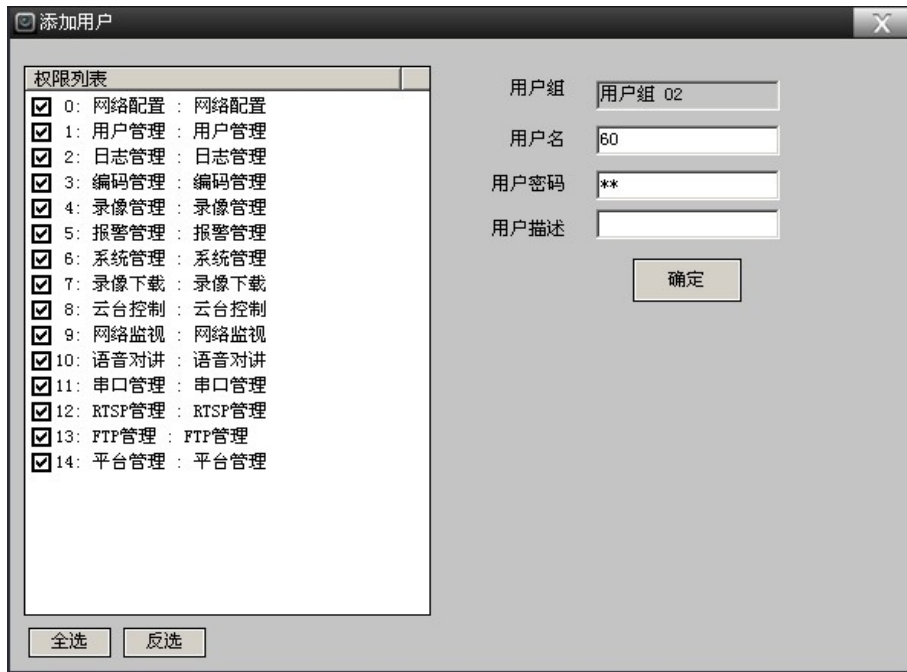 添加用户
X
权限列表
0: 网络配置 : 网络配置
1: 用户管理 : 用户管理
2: 日志管理 : 日志管理
3: 编码管理 : 编码管理
4: 录像管理 : 录像管理
5: 报警管理 : 报警管理
6: 系统管理 : 系统管理
7: 录像下载 : 录像下载
8: 云台控制 : 云台控制
9: 网络监视 : 网络监视
10: 语音对讲 : 语音对讲
11: 串口管理 : 串口管理
12: RTSP管理 : RTSP管理
13: FTP管理 : FTP管理
14: 平台管理 : 平台管理
全选 反选
用户组 用户组 02
用户名 60
用户密码 **
用户描述
确定